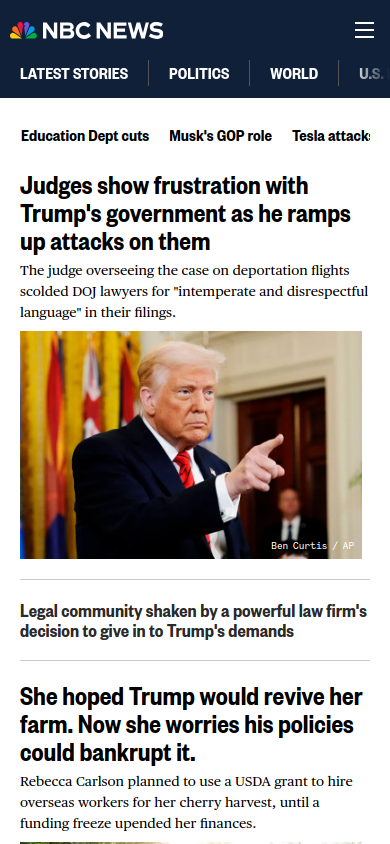 NBC NEWS
LATEST STORIES POLITICS WORLD U.S.
Education Dept cuts Musk's GOP role Tesla attacks
Judges show frustration with
Trump's government as he ramps
up attacks on them
The judge overseeing the case on deportation flights
scolded DOJ lawyers for "intemperate and disrespectful
language" in their filings.
Ben Curtis / AP
Legal community shaken by a powerful law firm's
decision to give in to Trump's demands
She hoped Trump would revive her
farm. Now she worries his policies
could bankrupt it.
Rebecca Carlson planned to use a USDA grant to hire
overseas workers for her cherry harvest, until a
funding freeze upended her finances.